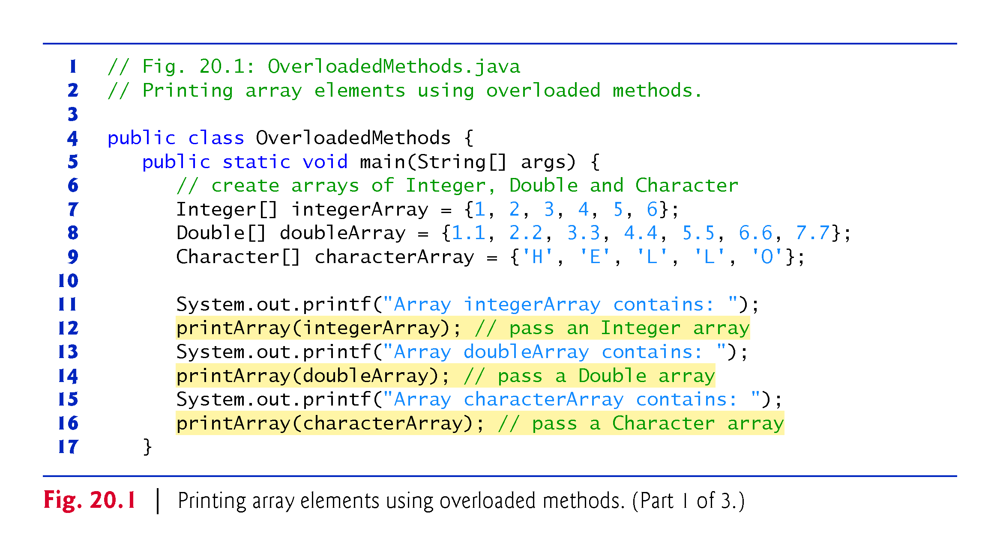 1 // Fig. 20.1: OverloadedMethods.java
2 // Printing array elements using overloaded methods.
3
4 public class OverloadedMethods {
5    public static void main(String[] args) {
6       // create arrays of Integer, Double and Character
7       Integer[] integerArray = {1, 2, 3, 4, 5, 6};
8       Double[] doubleArray = {1.1, 2.2, 3.3, 4.4, 5.5, 6.6, 7.7};
9       Character[] characterArray = {'H', 'E', 'L', 'L', 'O'};
10
11       System.out.printf("Array integerArray contains: ");
12       printArray(integerArray); // pass an Integer array
13       System.out.printf("Array doubleArray contains: ");
14       printArray(doubleArray); // pass a Double array
15       System.out.printf("Array characterArray contains: ");
16       printArray(characterArray); // pass a Character array
17    }
Fig. 20.1 | Printing array elements using overloaded methods. (Part 1 of 3.)